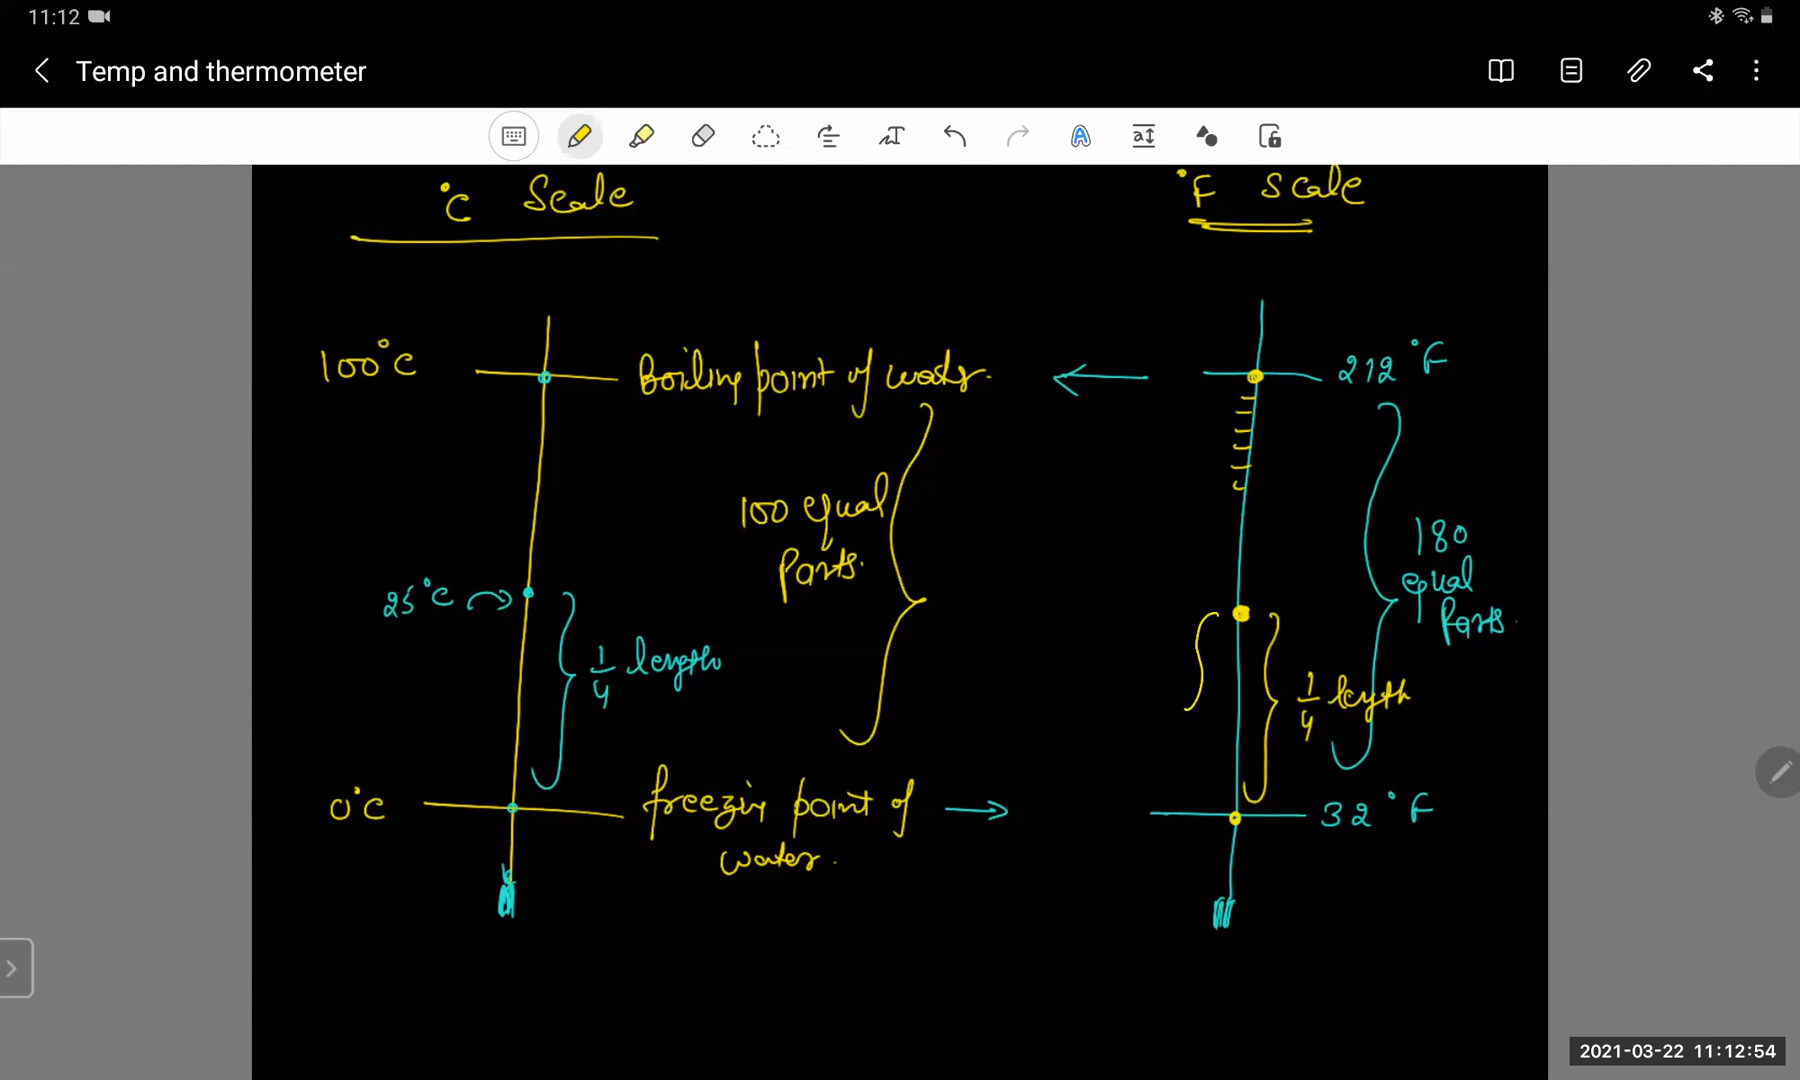 11:12
Temp and thermometer
°C Scale
°F Scale
100°C
Boiling point of water.
212 °F
100 equal
parts.
180
equal
parts.
25°C
1/4 length
1/4 length
0°C
freezin point of
water.
32 °F
2021-03-22 11:12:54